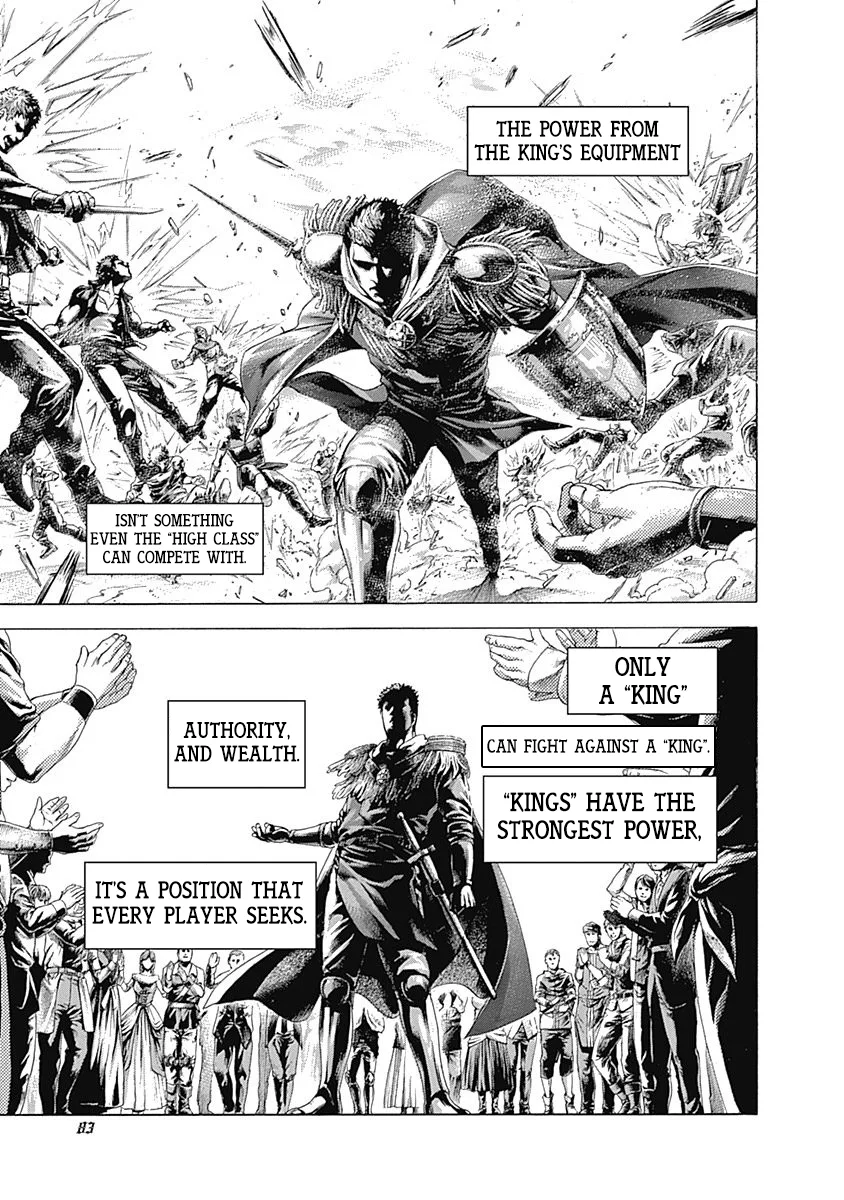 THE POWER FROM
THE KING'S EQUIPMENT
ISN'T SOMETHING
EVEN THE "HIGH CLASS"
CAN COMPETE WITH.
ONLY
A "KING"
CAN FIGHT AGAINST A "KING".
"KINGS" HAVE THE
STRONGEST POWER,
AUTHORITY,
AND WEALTH.
IT'S A POSITION THAT
EVERY PLAYER SEEKS.
83